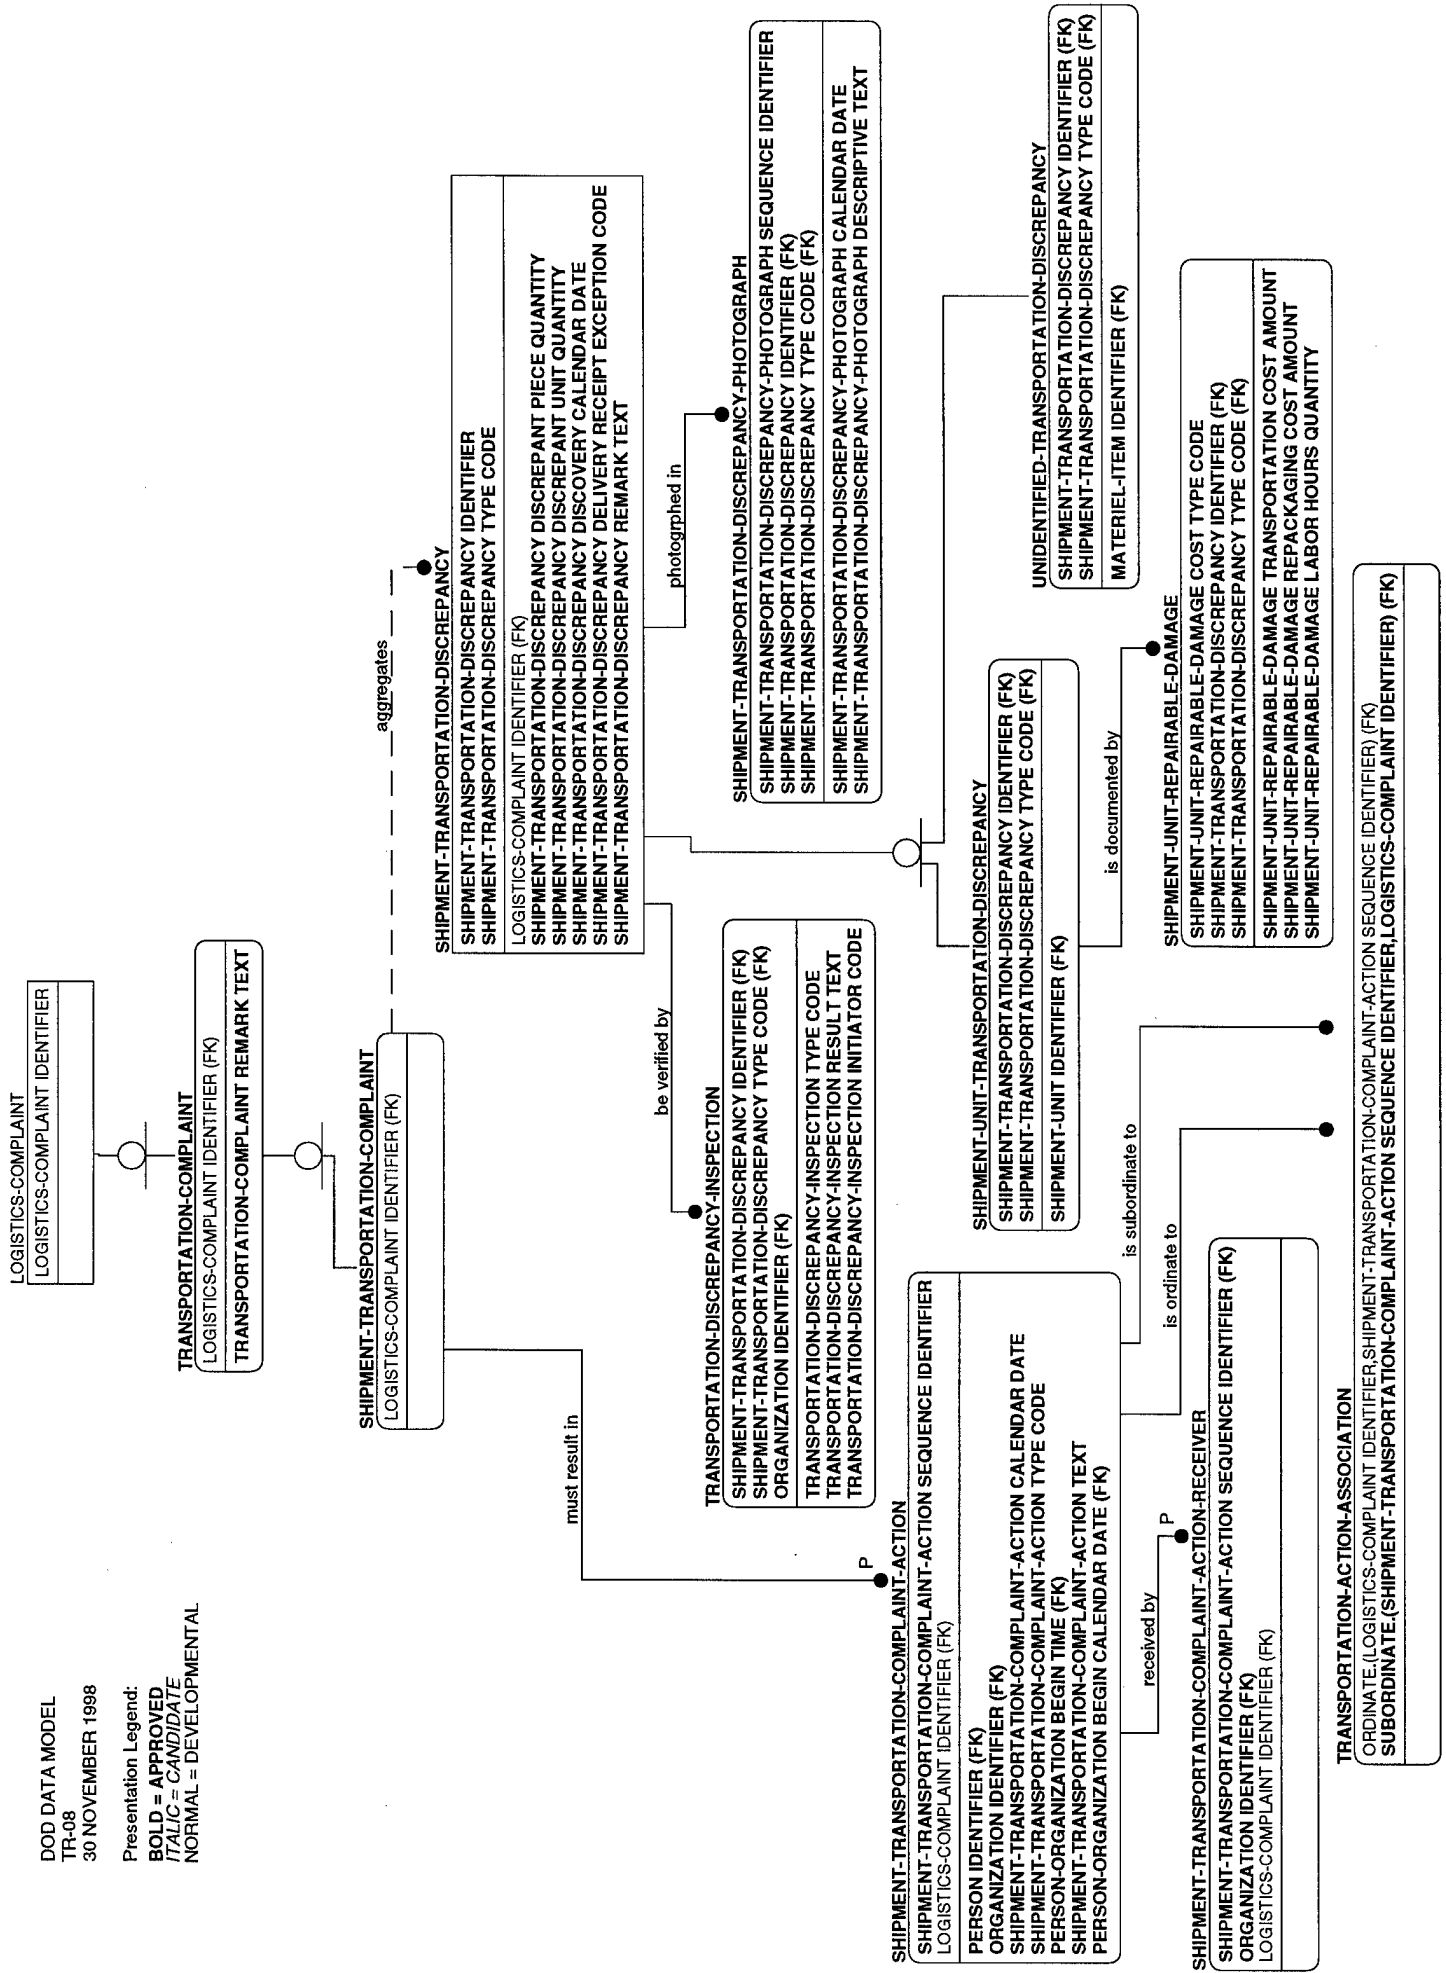 DOD DATA MODEL
TR-08
30 NOVEMBER 1998
Presentation Legend:
BOLD = APPROVED
ITALIC = CANDIDATE
NORMAL = DEVELOPMENTAL
LOGISTICS-COMPLAINT
LOGISTICS-COMPLAINT IDENTIFIER
TRANSPORTATION-COMPLAINT
LOGISTICS-COMPLAINT IDENTIFIER (FK)
TRANSPORTATION-COMPLAINT REMARK TEXT
SHIPMENT-TRANSPORTATION-COMPLAINT
LOGISTICS-COMPLAINT IDENTIFIER (FK)
aggregates
must result in
SHIPMENT-TRANSPORTATION-DISCREPANCY
SHIPMENT-TRANSPORTATION-DISCREPANCY IDENTIFIER
SHIPMENT-TRANSPORTATION-DISCREPANCY TYPE CODE
LOGISTICS-COMPLAINT IDENTIFIER (FK)
SHIPMENT-TRANSPORTATION-DISCREPANCY DISCREPANT PIECE QUANTITY
SHIPMENT-TRANSPORTATION-DISCREPANCY DISCREPANT UNIT QUANTITY
SHIPMENT-TRANSPORTATION-DISCREPANCY DISCOVERY CALENDAR DATE
SHIPMENT-TRANSPORTATION-DISCREPANCY DELIVERY RECEIPT EXCEPTION CODE
SHIPMENT-TRANSPORTATION-DISCREPANCY REMARK TEXT
be verified by
photogrphed in
TRANSPORTATION-DISCREPANCY-INSPECTION
SHIPMENT-TRANSPORTATION-DISCREPANCY IDENTIFIER (FK)
SHIPMENT-TRANSPORTATION-DISCREPANCY TYPE CODE (FK)
ORGANIZATION IDENTIFIER (FK)
TRANSPORTATION-DISCREPANCY-INSPECTION TYPE CODE
TRANSPORTATION-DISCREPANCY-INSPECTION RESULT TEXT
TRANSPORTATION-DISCREPANCY-INSPECTION INITIATOR CODE
SHIPMENT-TRANSPORTATION-DISCREPANCY-PHOTOGRAPH
SHIPMENT-TRANSPORTATION-DISCREPANCY-PHOTOGRAPH SEQUENCE IDENTIFIER
SHIPMENT-TRANSPORTATION-DISCREPANCY IDENTIFIER (FK)
SHIPMENT-TRANSPORTATION-DISCREPANCY TYPE CODE (FK)
SHIPMENT-TRANSPORTATION-DISCREPANCY-PHOTOGRAPH CALENDAR DATE
SHIPMENT-TRANSPORTATION-DISCREPANCY-PHOTOGRAPH DESCRIPTIVE TEXT
P
SHIPMENT-TRANSPORTATION-COMPLAINT-ACTION
SHIPMENT-TRANSPORTATION-COMPLAINT-ACTION SEQUENCE IDENTIFIER
LOGISTICS-COMPLAINT IDENTIFIER (FK)
PERSON IDENTIFIER (FK)
ORGANIZATION IDENTIFIER (FK)
SHIPMENT-TRANSPORTATION-COMPLAINT-ACTION CALENDAR DATE
SHIPMENT-TRANSPORTATION-COMPLAINT-ACTION TYPE CODE
PERSON-ORGANIZATION BEGIN TIME (FK)
SHIPMENT-TRANSPORTATION-COMPLAINT-ACTION TEXT
PERSON-ORGANIZATION BEGIN CALENDAR DATE (FK)
SHIPMENT-UNIT-TRANSPORTATION-DISCREPANCY
SHIPMENT-TRANSPORTATION-DISCREPANCY IDENTIFIER (FK)
SHIPMENT-TRANSPORTATION-DISCREPANCY TYPE CODE (FK)
SHIPMENT-UNIT IDENTIFIER (FK)
UNIDENTIFIED-TRANSPORTATION-DISCREPANCY
SHIPMENT-TRANSPORTATION-DISCREPANCY IDENTIFIER (FK)
SHIPMENT-TRANSPORTATION-DISCREPANCY TYPE CODE (FK)
MATERIEL-ITEM IDENTIFIER (FK)
is documented by
received by
P
is ordinate to
is subordinate to
SHIPMENT-UNIT-REPAIRABLE-DAMAGE
SHIPMENT-UNIT-REPAIRABLE-DAMAGE COST TYPE CODE
SHIPMENT-TRANSPORTATION-DISCREPANCY IDENTIFIER (FK)
SHIPMENT-TRANSPORTATION-DISCREPANCY TYPE CODE (FK)
SHIPMENT-UNIT-REPAIRABLE-DAMAGE TRANSPORTATION COST AMOUNT
SHIPMENT-UNIT-REPAIRABLE-DAMAGE REPACKAGING COST AMOUNT
SHIPMENT-UNIT-REPAIRABLE-DAMAGE LABOR HOURS QUANTITY
SHIPMENT-TRANSPORTATION-COMPLAINT-ACTION-RECEIVER
SHIPMENT-TRANSPORTATION-COMPLAINT-ACTION SEQUENCE IDENTIFIER (FK)
ORGANIZATION IDENTIFIER (FK)
LOGISTICS-COMPLAINT IDENTIFIER (FK)
TRANSPORTATION-ACTION-ASSOCIATION
ORDINATE.(LOGISTICS-COMPLAINT IDENTIFIER,SHIPMENT-TRANSPORTATION-COMPLAINT-ACTION SEQUENCE IDENTIFIER) (FK)
SUBORDINATE.(SHIPMENT-TRANSPORTATION-COMPLAINT-ACTION SEQUENCE IDENTIFIER,LOGISTICS-COMPLAINT IDENTIFIER) (FK)